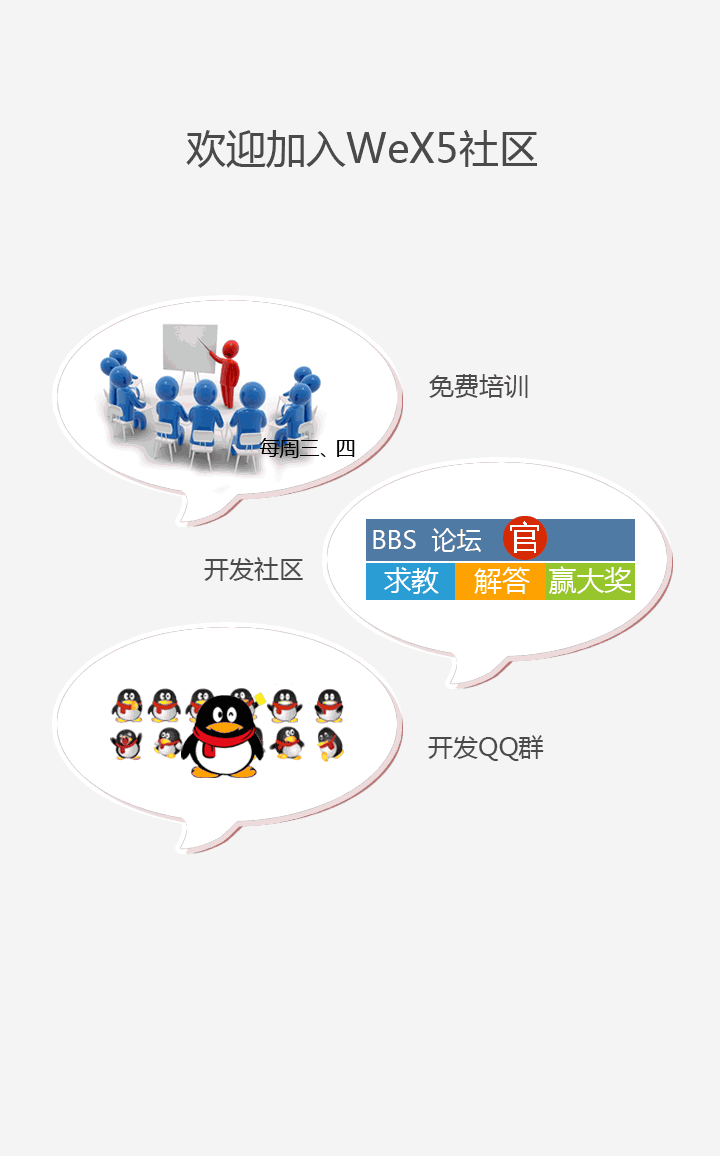 欢迎加入WeX5社区
免费培训
每周三、四
BBS 论坛 官
求教 解答 赢大奖
开发社区
开发QQ群